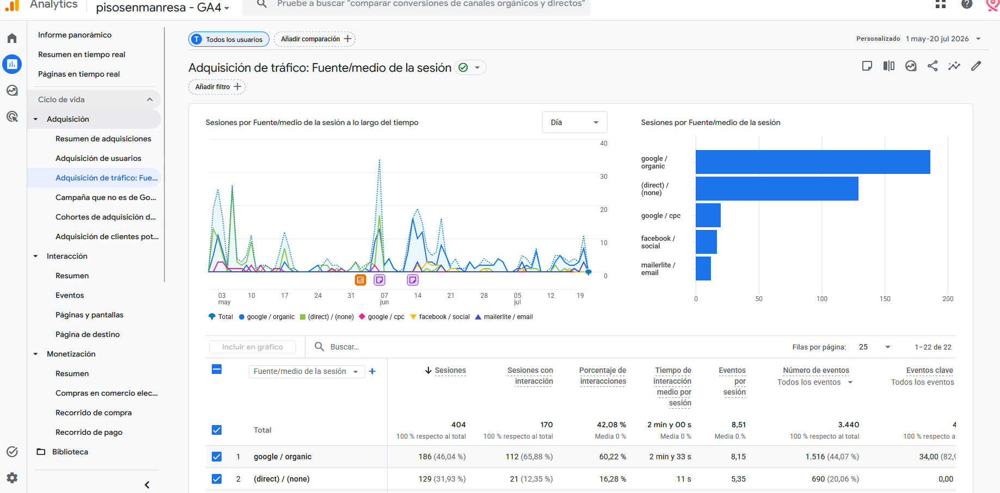 Analytics
pisosenmanresa - GA4
Pruebe a buscar "comparar conversiones de canales orgánicos y directos"
Informe panorámico
Resumen en tiempo real
Páginas en tiempo real
Ciclo de vida
Adquisición
Resumen de adquisiciones
Adquisición de usuarios
Adquisición de tráfico: Fue...
Campaña que no es de Go...
Cohortes de adquisición d...
Adquisición de clientes pot...
Interacción
Resumen
Eventos
Páginas y pantallas
Página de destino
Monetización
Resumen
Compras en comercio elec...
Recorrido de compra
Recorrido de pago
Biblioteca
T Todos los usuarios
Añadir comparación
Personalizado 1 may-20 jul 2026
Adquisición de tráfico: Fuente/medio de la sesión
Añadir filtro
Sesiones por Fuente/medio de la sesión a lo largo del tiempo
Día
40
30
20
10
0
03 may
10
17
24
31
07 jun
14
21
28
05 jul
12
19
Total
google / organic
(direct) / (none)
google / cpc
facebook / social
mailerlite / email
Sesiones por Fuente/medio de la sesión
google / organic
(direct) / (none)
google / cpc
facebook / social
mailerlite / email
0
50
100
150
200
Incluir en gráfico
Buscar...
Filas por página: 25
1–22 de 22
Fuente/medio de la sesión
Sesiones
Sesiones con interacción
Porcentaje de interacciones
Tiempo de interacción medio por sesión
Eventos por sesión
Número de eventos
Todos los eventos
Eventos clave
Todos los eventos
Total
404
100 % respecto al total
170
100 % respecto al total
42,08 %
Media 0 %
2 min y 00 s
Media 0 %
8,51
Media 0 %
3.440
100 % respecto al total
4
100 % respecto a
1 google / organic 186 (46,04 %) 112 (65,88 %) 60,22 % 2 min y 33 s 8,15 1.516 (44,07 %) 34,00 (82,9
2 (direct) / (none) 129 (31,93 %) 21 (12,35 %) 16,28 % 11 s 5,35 690 (20,06 %) 0,00